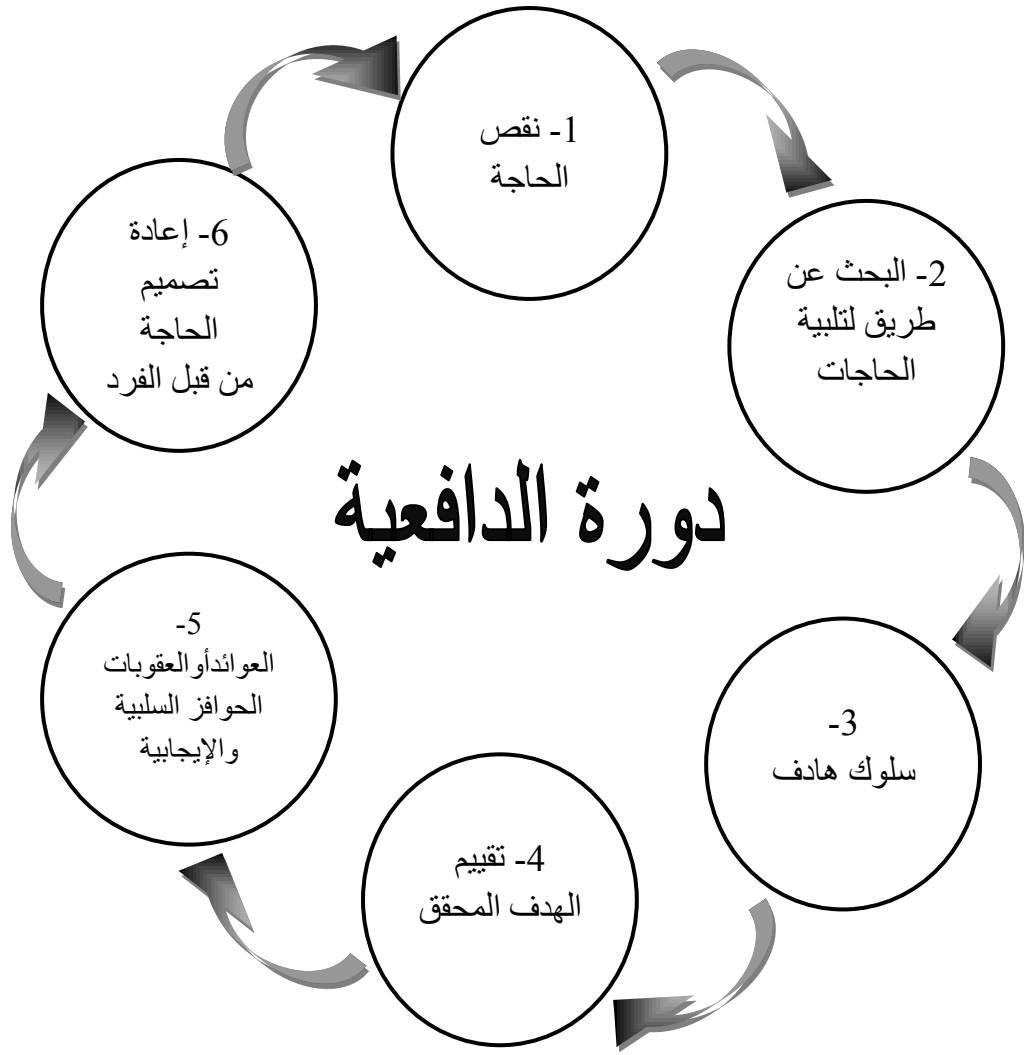 1- نقص
الحاجة
2- البحث عن
طريق لتلبية
الحاجات
3-
سلوك هادف
4- تقييم
الهدف المحقق
5-
العوائدأوالعقوبات
الحوافز السلبية
والإيجابية
6- إعادة
تصميم
الحاجة
من قبل الفرد
دورة الدافعية